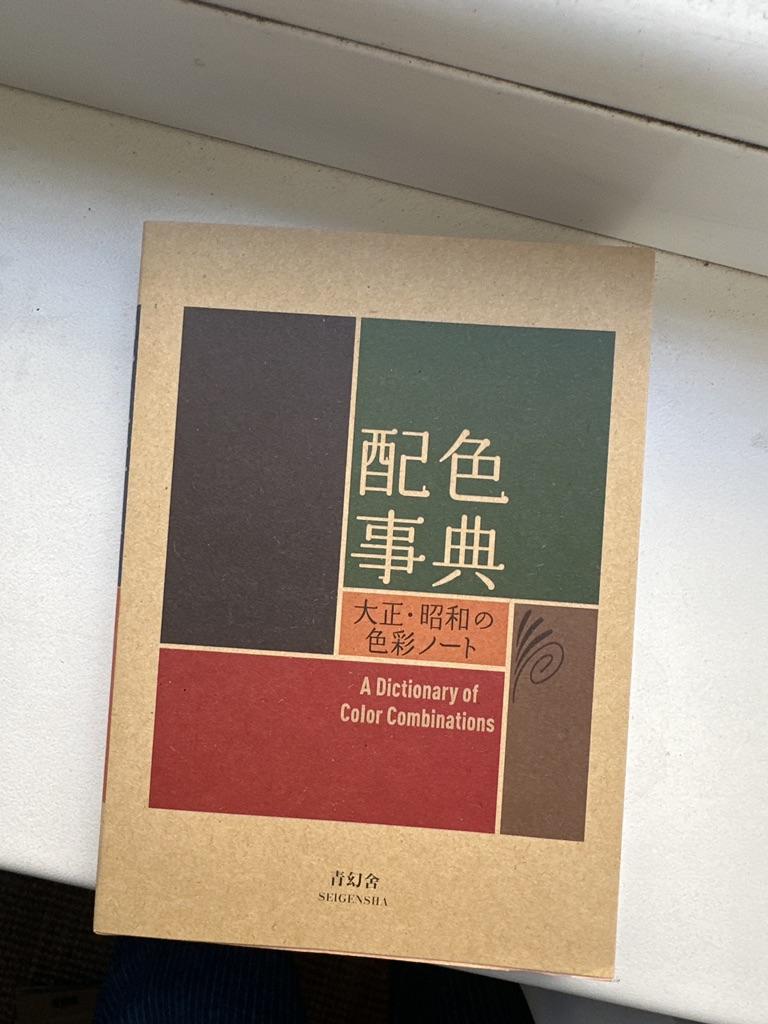 配色
事典
大正・昭和の
色彩ノート
A Dictionary of
Color Combinations
青幻舎
SEIGENSHA